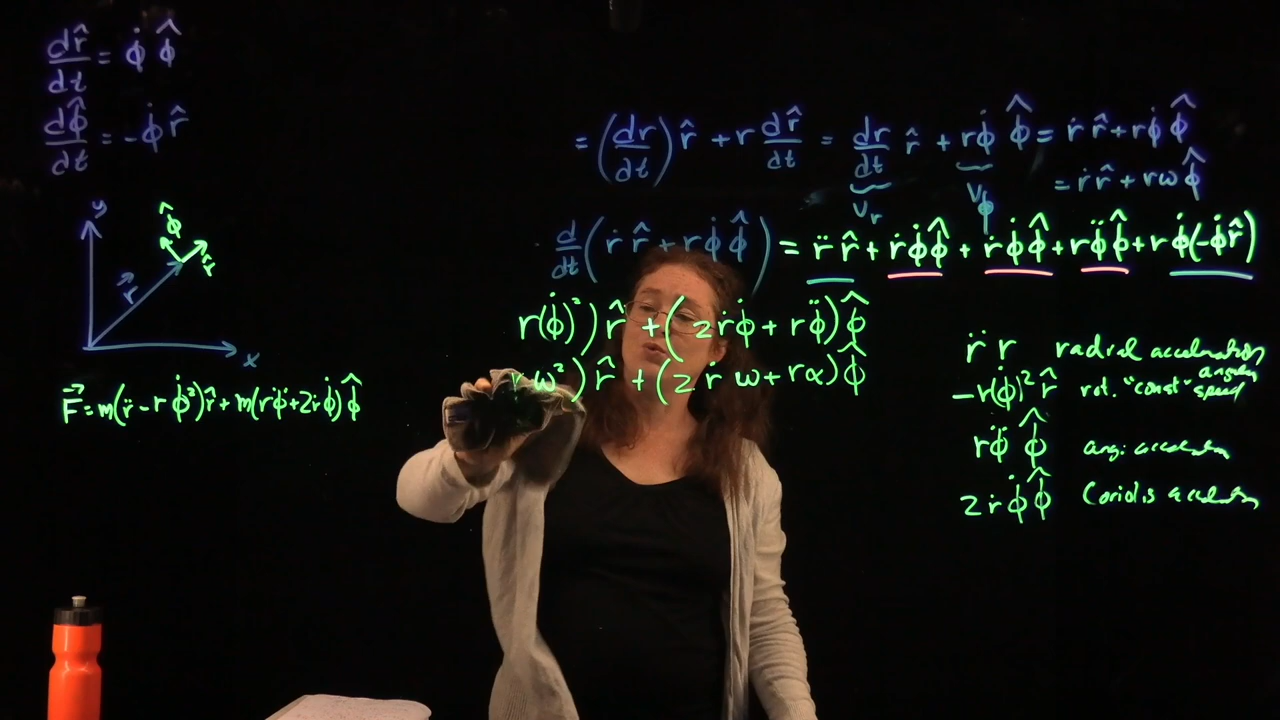 dr̂/dt = φ̇ φ̂
dφ̂/dt = -φ̇ r̂
= (dr/dt) r̂ + r dr̂/dt = dr/dt r̂ + rφ̇ φ̂ = ṙ r̂ + rφ̇ φ̂
v_r v_φ = ṙ r̂ + rω φ̂
d/dt (ṙ r̂ + rφ̇ φ̂) = r̈ r̂ + ṙφ̇φ̂ + ṙφ̇φ̂ + rφ̈φ̂ + rφ̇(-φ̇r̂)
y
φ̂
r̂
r⃗
x
r(φ̇)²) r̂ + (2ṙφ̇ + rφ̈) φ̂
rω²) r̂ + (2 ṙ ω + rα) φ̂
F⃗ = m(r̈ - rφ̇²)r̂ + m(rφ̈ + 2ṙφ̇) φ̂
r̈ r radial acceleration
-r(φ̇)² r̂ rot. "const" angular speed
rφ̈ φ̂ ang. acceleration
2ṙφ̇φ̂ Coriolis acceleration